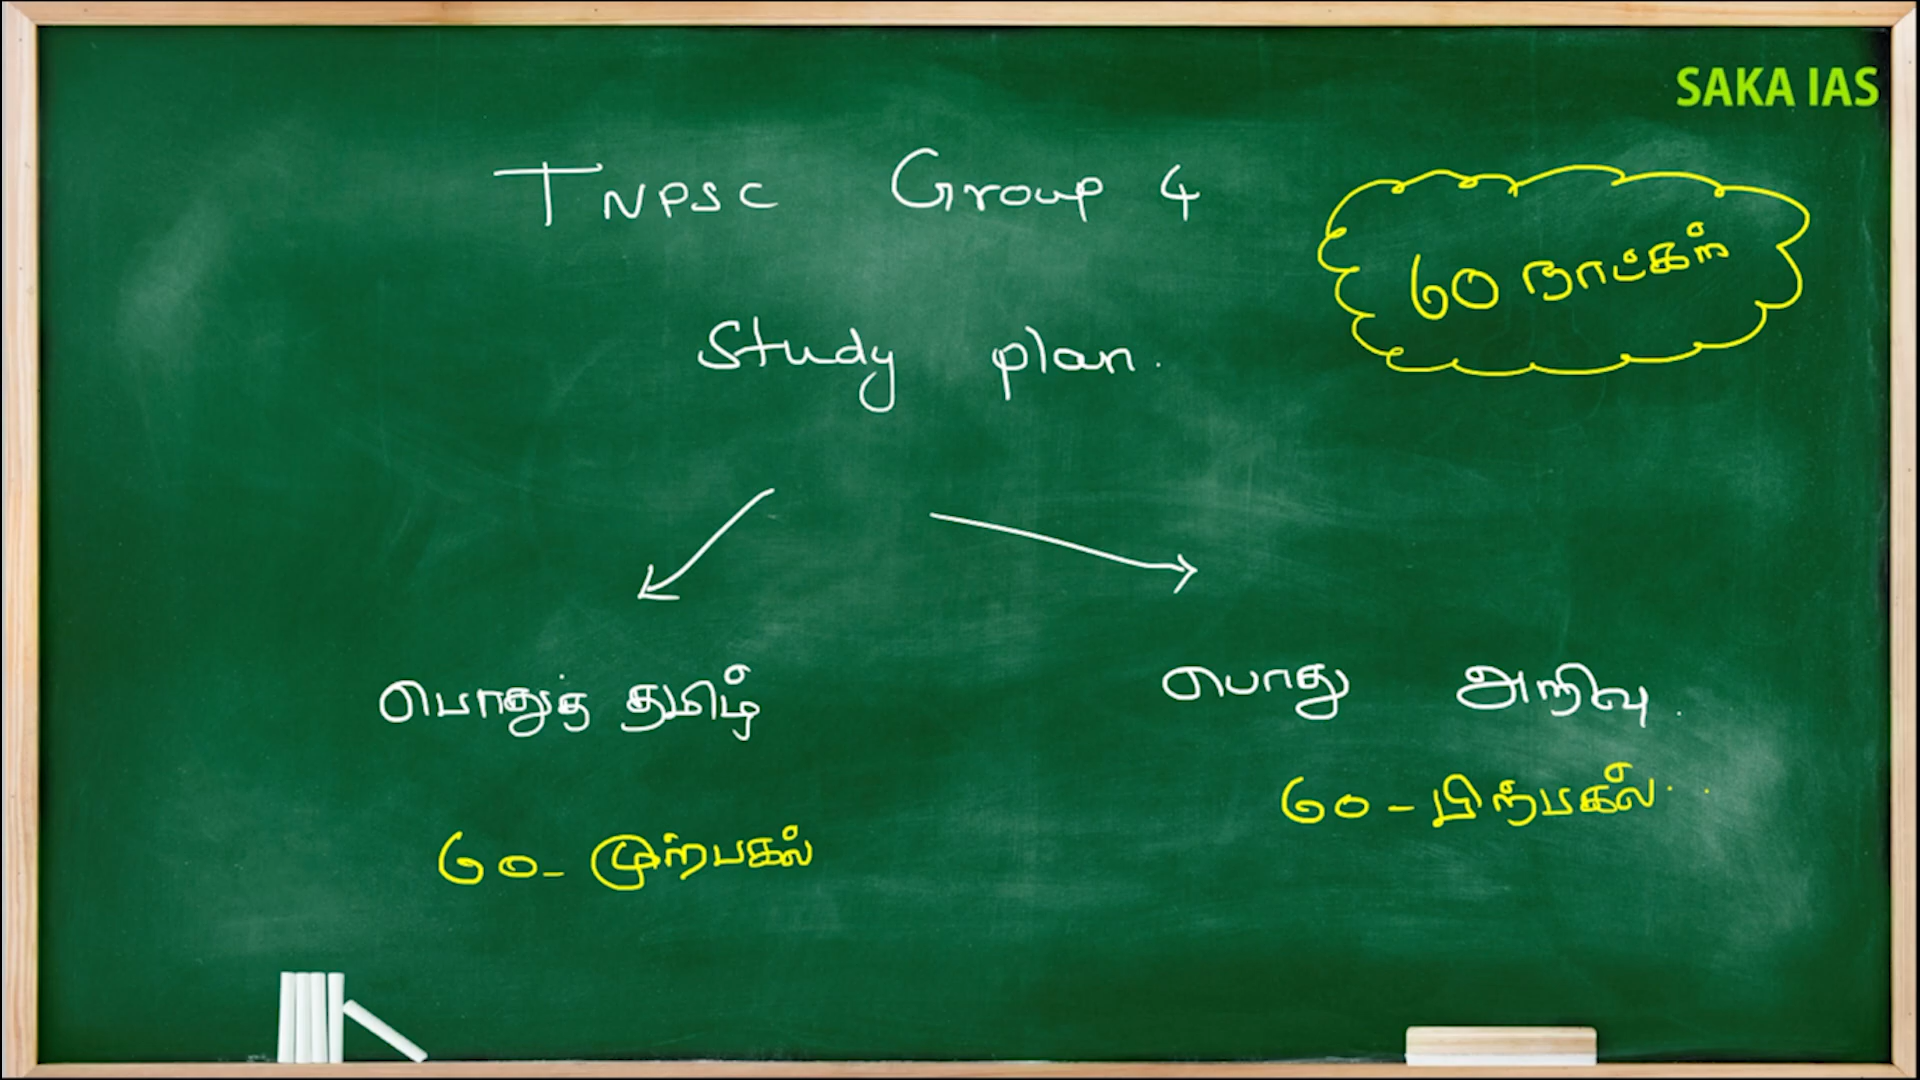 SAKA IAS
TNPSC Group 4
60 நாட்கள்
Study plan.
பொதுத் தமிழ்
பொது அறிவு.
60 - முற்பகல்
60 - பிற்பகல்